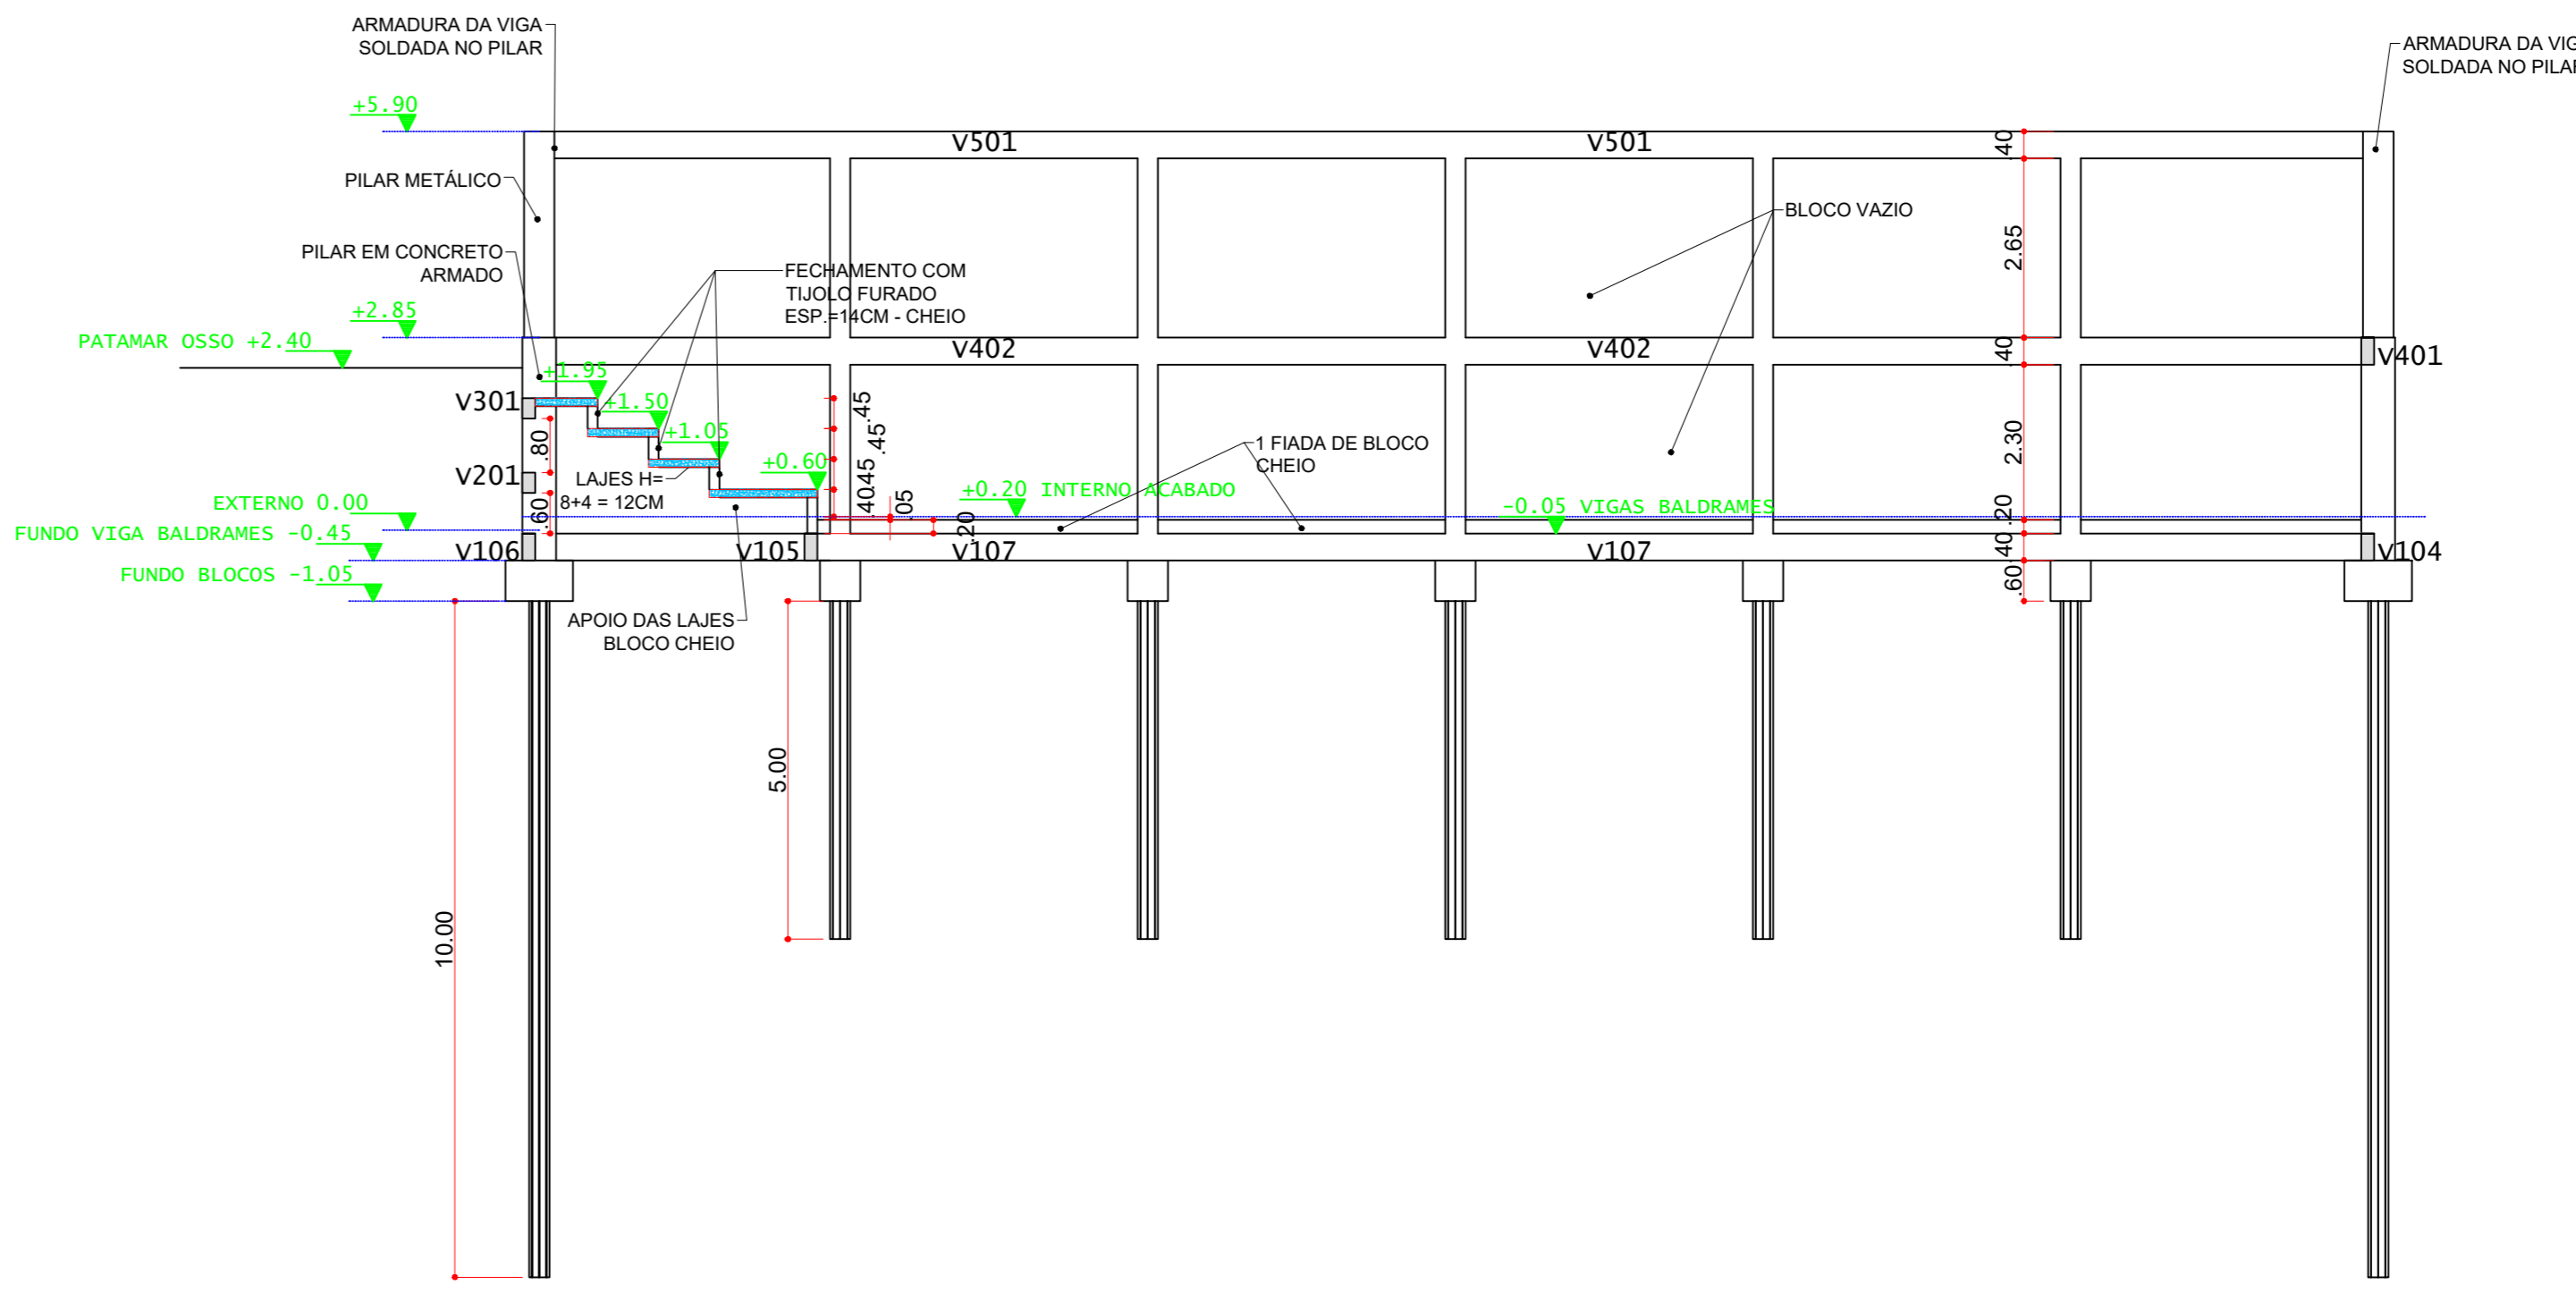 ARMADURA DA VIGA
SOLDADA NO PILAR
ARMADURA DA VIG
SOLDADA NO PILAR
+5.90
V501
V501
.40
PILAR METÁLICO
BLOCO VAZIO
PILAR EM CONCRETO
ARMADO
2.65
FECHAMENTO COM
TIJOLO FURADO
ESP.=14CM - CHEIO
+2.85
PATAMAR OSSO +2.40
V402
V402
.40
V401
+1.95
V301
+1.50
.45
+1.05
.45
.80
1 FIADA DE BLOCO
CHEIO
2.30
+0.60
V201
LAJES H=
8+4 = 12CM
.45
+0.20 INTERNO ACABADO
.40
.05
-0.05 VIGAS BALDRAMES
EXTERNO 0.00
.60
.20
.20
FUNDO VIGA BALDRAMES -0.45
V106
V105
V107
V107
.40
V104
FUNDO BLOCOS -1.05
.60
APOIO DAS LAJES
BLOCO CHEIO
5.00
10.00